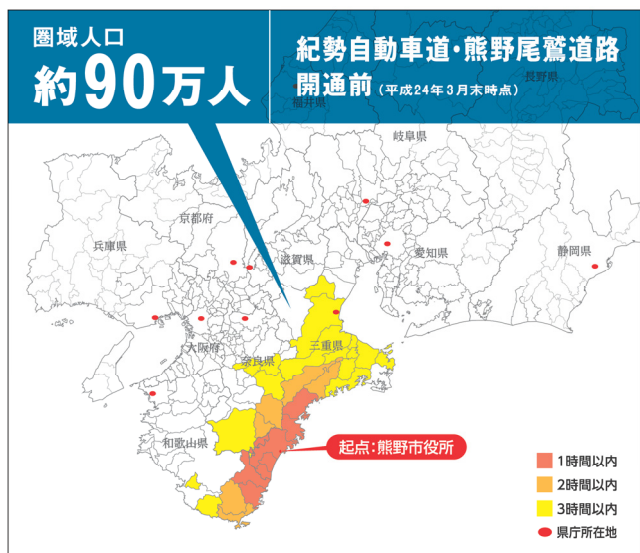 圏域人口
約90万人
紀勢自動車道・熊野尾鷲道路
開通前（平成24年3月末時点）
長野県
福井県
岐阜県
京都府
兵庫県
滋賀県
愛知県
静岡県
三重県
大阪府
奈良県
和歌山県
起点：熊野市役所
1時間以内
2時間以内
3時間以内
県庁所在地